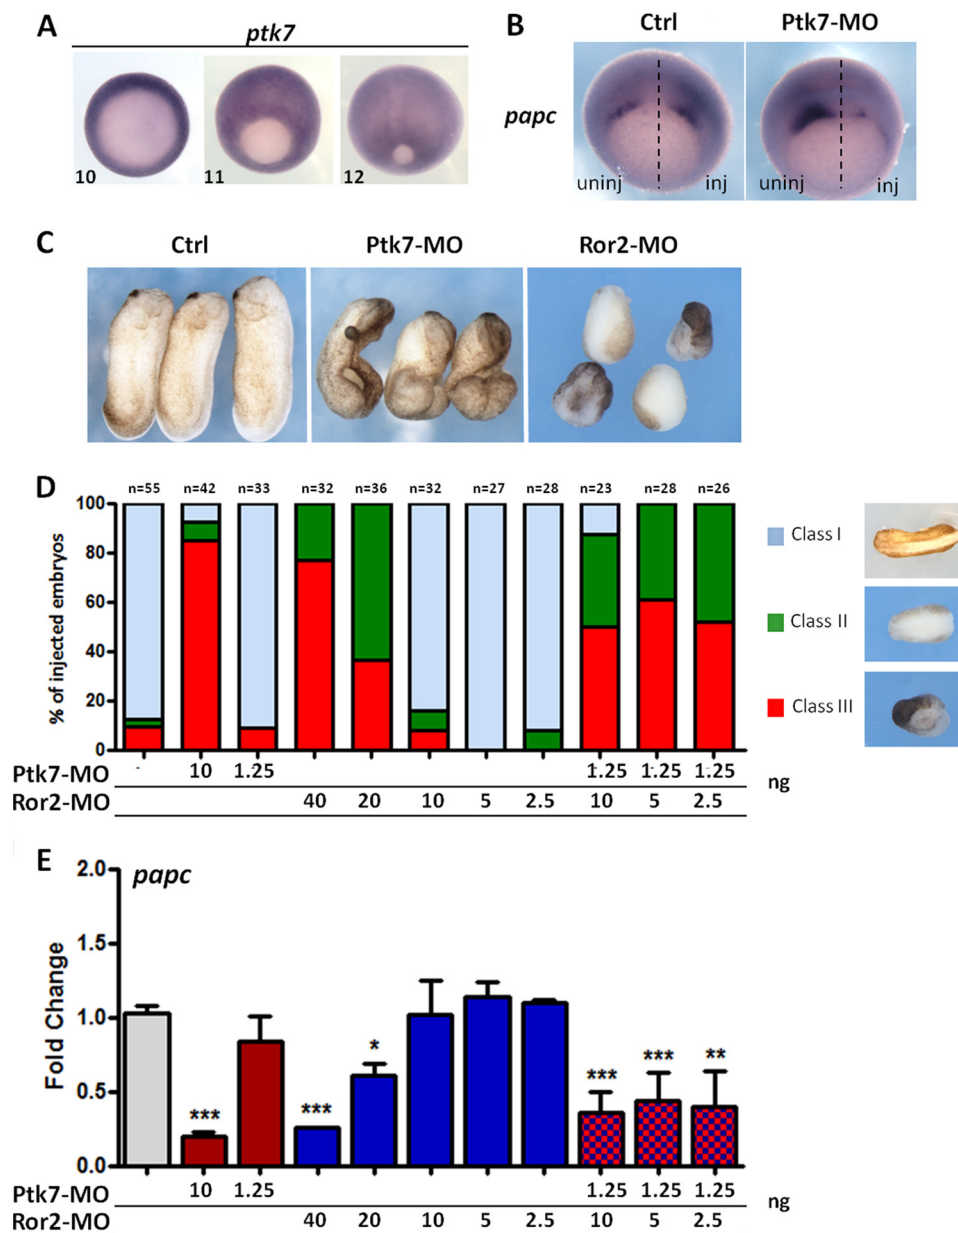 A
ptk7
10
11
12
B
Ctrl
Ptk7-MO
papc
uninj
inj
uninj
inj
C
Ctrl
Ptk7-MO
Ror2-MO
D
n=55 n=42 n=33 n=32 n=36 n=32 n=27 n=28 n=23 n=28 n=26
% of injected embryos
100
80
60
40
20
0
Class I
Class II
Class III
Ptk7-MO - 10 1.25 1.25 1.25 1.25
ng
Ror2-MO 40 20 10 5 2.5 10 5 2.5
E
papc
Fold Change
2.0
1.5
1.0
0.5
0.0
*** *** * *** *** **
Ptk7-MO 10 1.25 1.25 1.25 1.25
ng
Ror2-MO 40 20 10 5 2.5 10 5 2.5